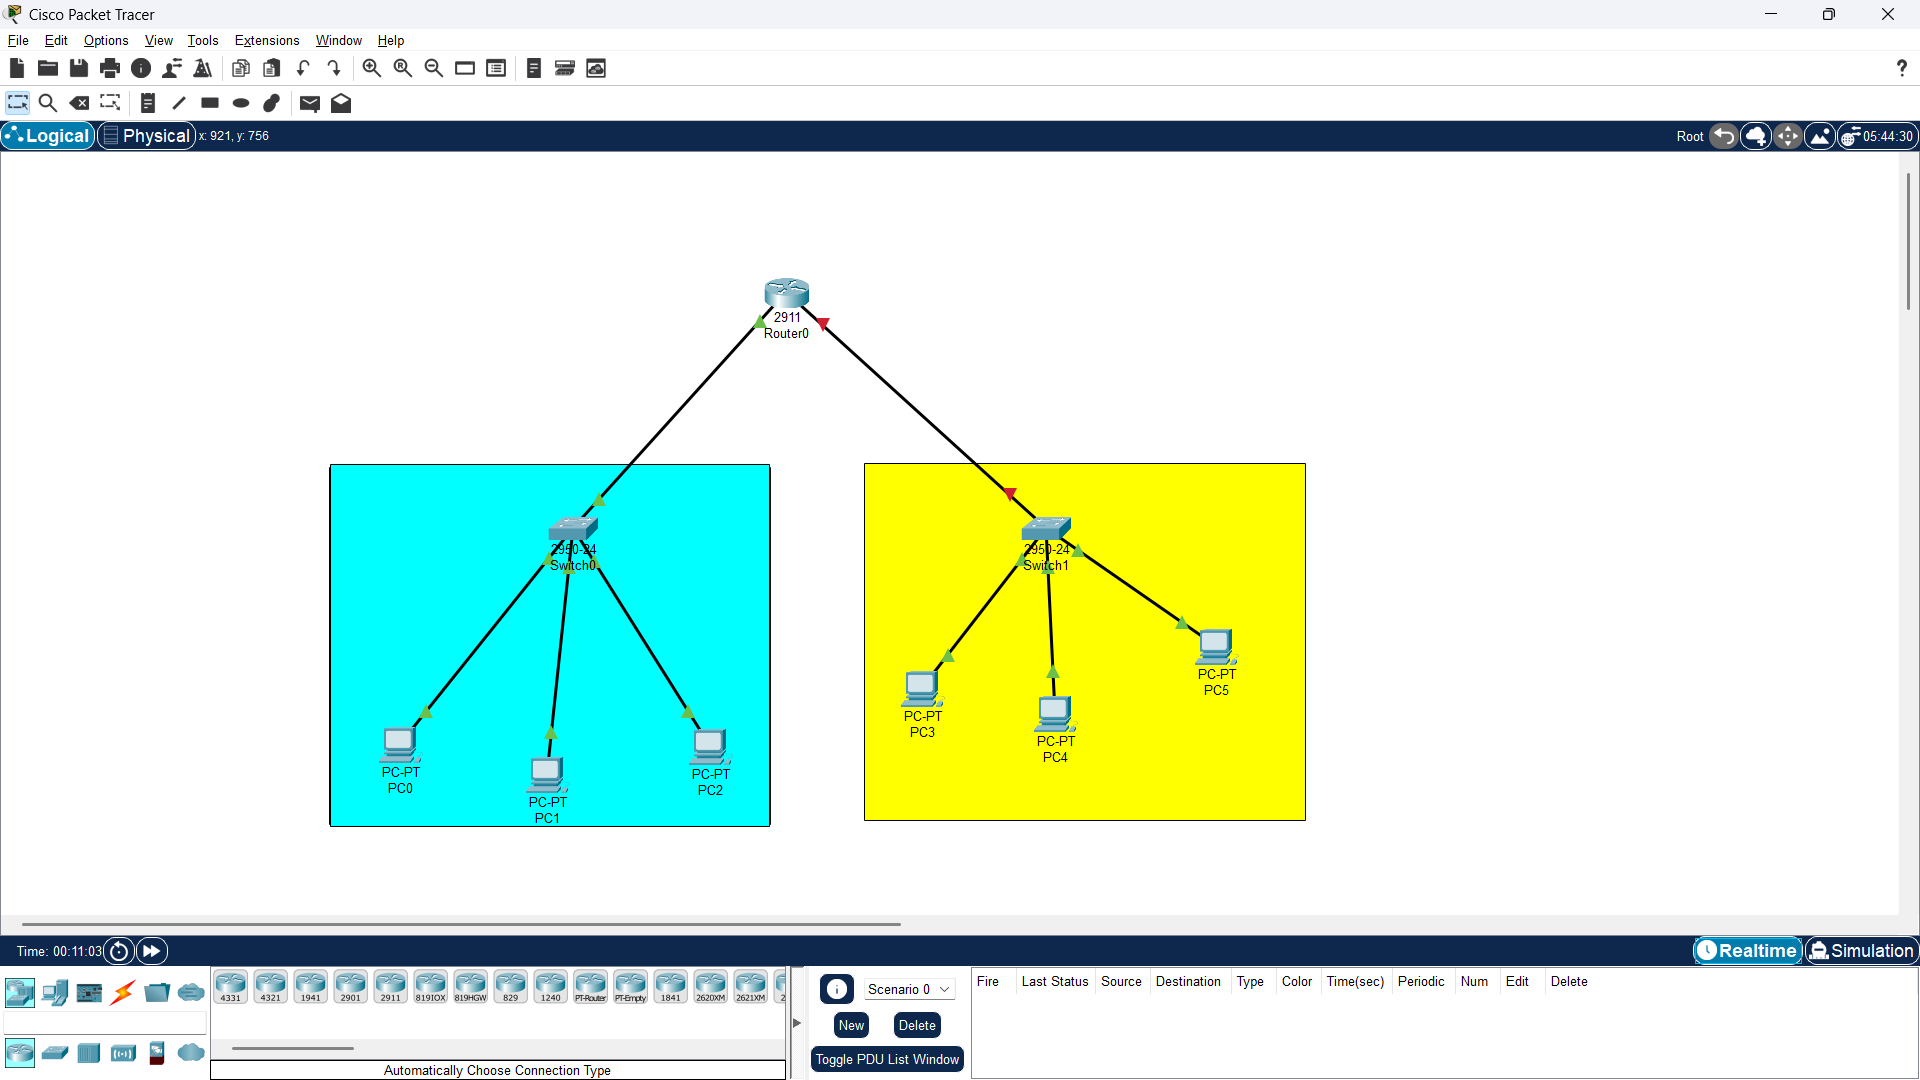 Cisco Packet Tracer
File Edit Options View Tools Extensions Window Help
?
Logical Physical x: 921, y: 756 Root 05:44:30
2911
Router0
2950-24
Switch0
2950-24
Switch1
PC-PT
PC5
PC-PT
PC3
PC-PT
PC4
PC-PT
PC0
PC-PT
PC2
PC-PT
PC1
Time: 00:11:03 Realtime Simulation
4331 4321 1941 2901 2911 819IOX 819HGW 829 1240 PT-Router PT-Empty 1841 2620XM 2621XM 2
Scenario 0
New Delete
Toggle PDU List Window
Fire Last Status Source Destination Type Color Time(sec) Periodic Num Edit Delete
Automatically Choose Connection Type